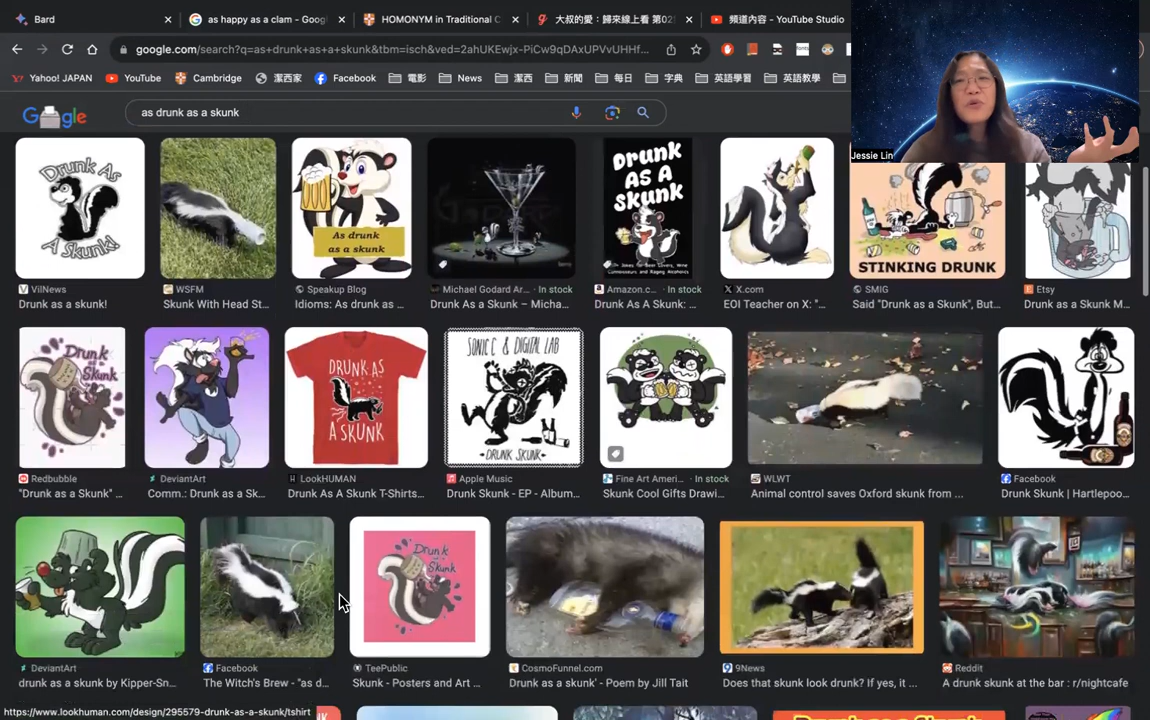 Bard
as happy as a clam - Goog
HOMONYM in Traditional C
大叔的愛：歸來線上看 第02
頻道內容 - YouTube Studio
google.com/search?q=as+drunk+as+a+skunk&tbm=isch&ved=2ahUKEwjx-PiCw9qDAxUPVvUHHf...
Yahoo! JAPAN
YouTube
Cambridge
潔西家
Facebook
電影
News
潔西
新聞
每日
字典
英語學習
英語教學
Jessie Lin
Google
as drunk as a skunk
Drunk As
A Skunk!
As drunk
as a skunk
Drunk
As A
Skunk
STINKING DRUNK
VilNews
Drunk as a skunk!
WSFM
Skunk With Head St...
Speakup Blog
Idioms: As drunk as ...
Michael Godard Ar...
In stock
Drunk As a Skunk – Micha...
Amazon.c...
In stock
Drunk As A Skunk: ...
X.com
EOI Teacher on X: "...
SMIG
Said "Drunk as a Skunk", But...
Etsy
Drunk as a Skunk M...
Drunk
as a
Skunk
DRUNK AS
A SKUNK
SONIC C & DIGITAL LAB
DRUNK SKUNK
Redbubble
"Drunk as a Skunk" ...
DeviantArt
Comm.: Drunk as a Sk...
LookHUMAN
Drunk As A Skunk T-Shirts...
Apple Music
Drunk Skunk - EP - Album...
Fine Art Ameri...
In stock
Skunk Cool Gifts Drawi...
WLWT
Animal control saves Oxford skunk from ...
Facebook
Drunk Skunk | Hartlepoo...
Drunk
as a
Skunk
DeviantArt
drunk as a skunk by Kipper-Sn...
Facebook
The Witch's Brew - "as d...
TeePublic
Skunk - Posters and Art ...
CosmoFunnel.com
Drunk as a skunk' - Poem by Jill Tait
9News
Does that skunk look drunk? If yes, it ...
Reddit
A drunk skunk at the bar : r/nightcafe
https://www.lookhuman.com/design/295579-drunk-as-a-skunk/tshirt